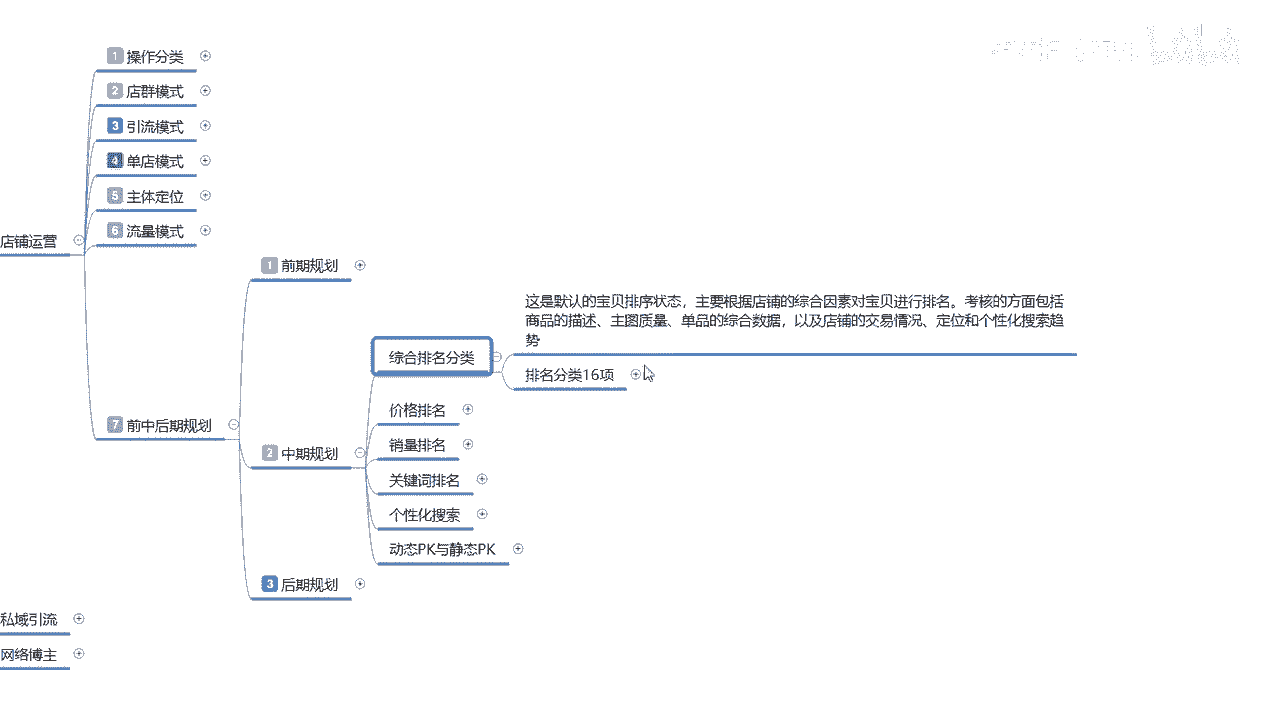 1 操作分类
2 店群模式
3 引流模式
4 单店模式
5 主体定位
6 流量模式
店铺运营
1 前期规划
这是默认的宝贝排序状态，主要根据店铺的综合因素对宝贝进行排名。考核的方面包括
商品的描述、主图质量、单品的综合数据，以及店铺的交易情况、定位和个性化搜索趋
势
综合排名分类
排名分类16项
价格排名
7 前中后期规划
销量排名
2 中期规划
关键词排名
个性化搜索
动态PK与静态PK
3 后期规划
私域引流
网络博主